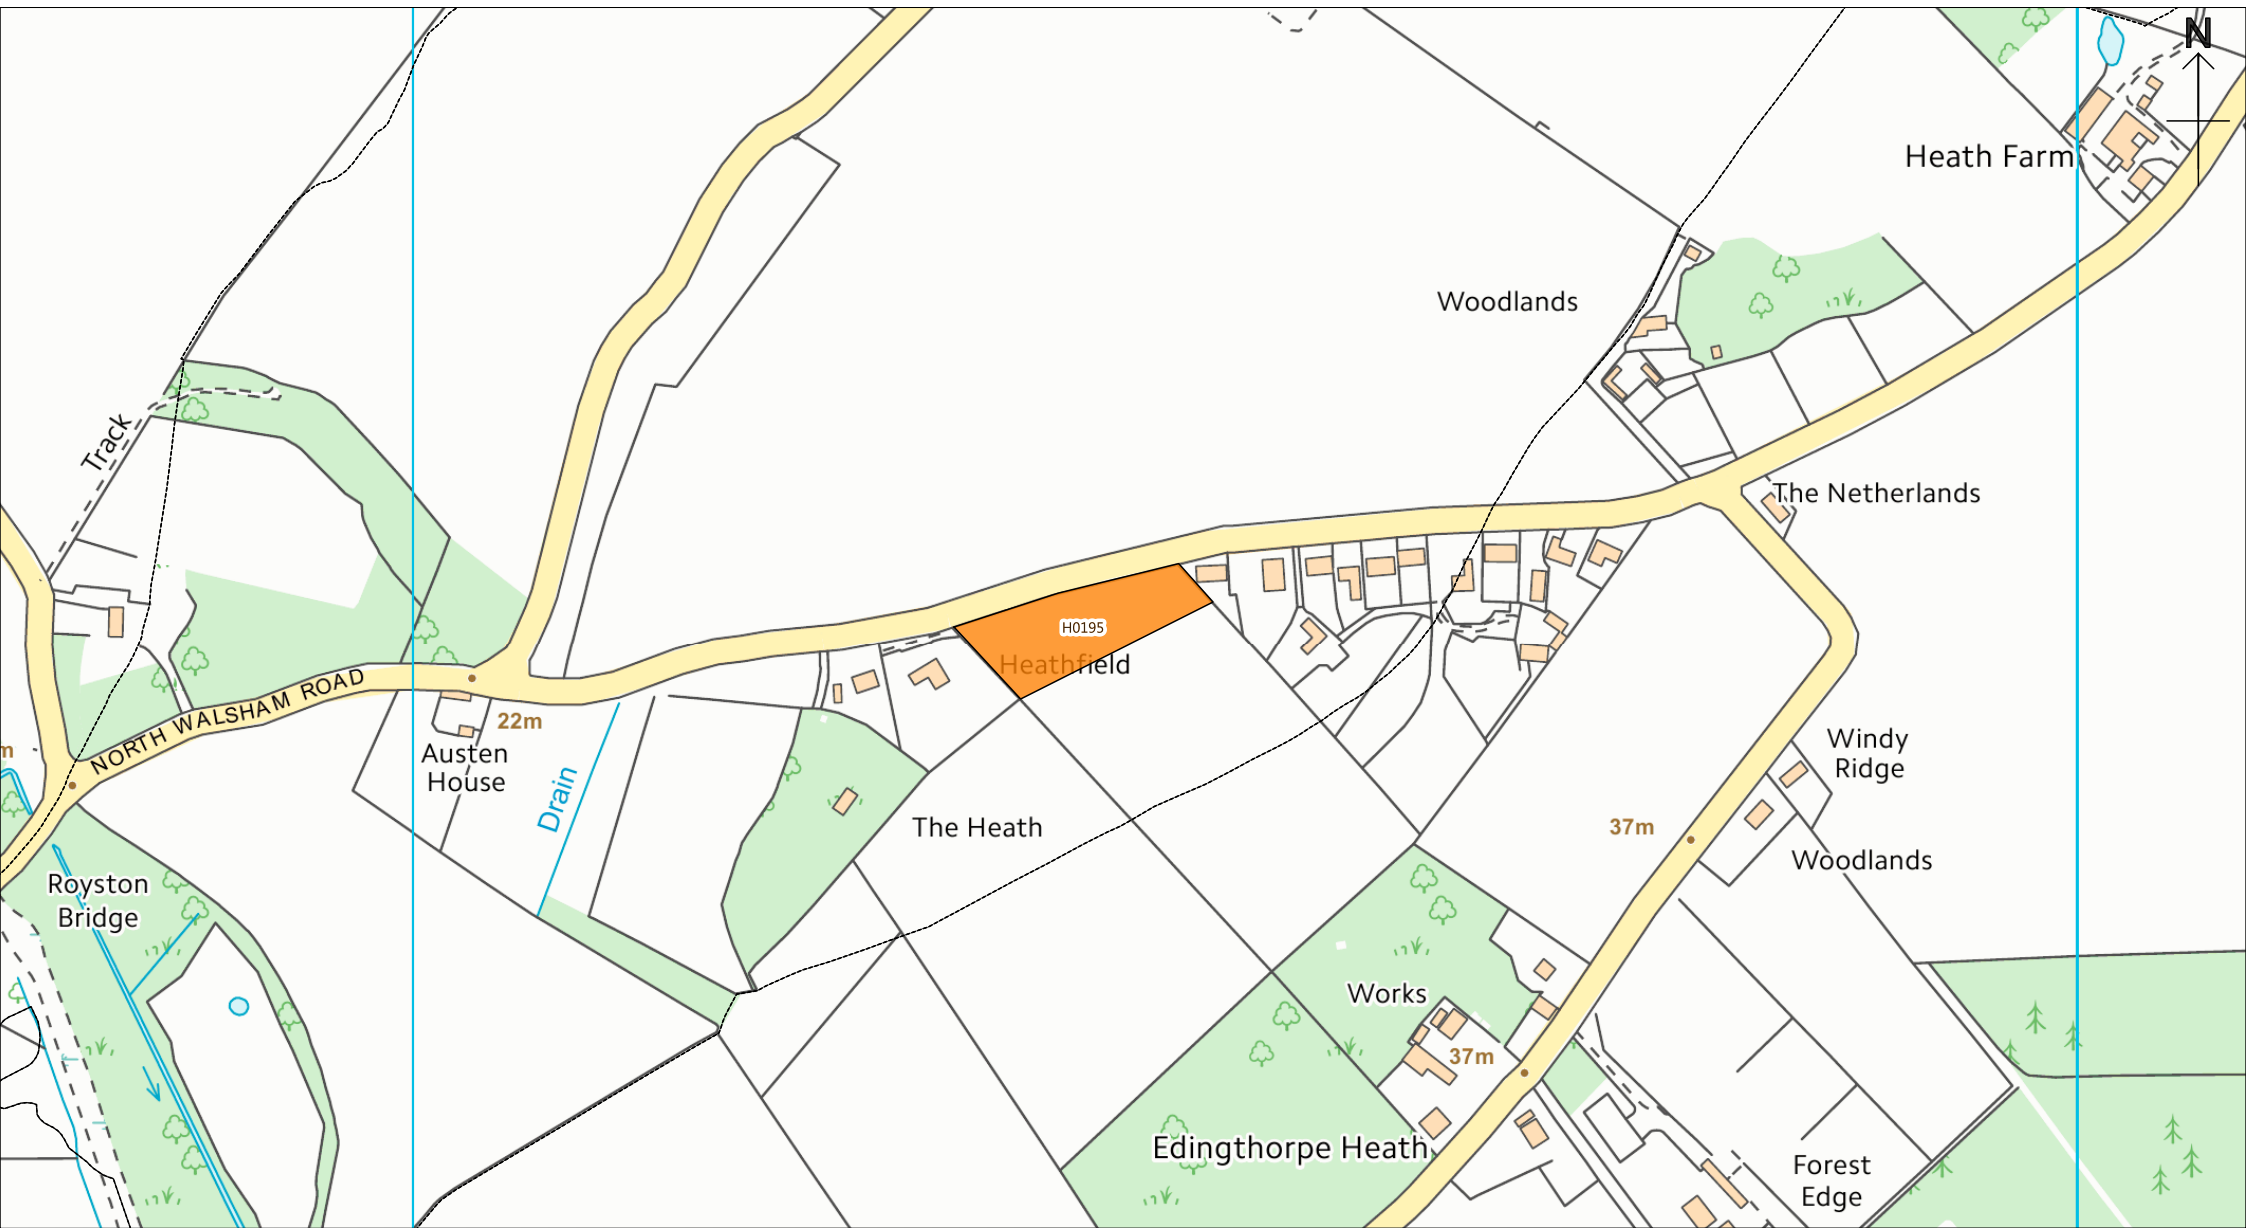 N
Heath Farm
Woodlands
Track
The Netherlands
H0195
Heathfield
NORTH WALSHAM ROAD
22m
m
Austen
House
Drain
Windy
Ridge
The Heath
37m
Woodlands
Royston
Bridge
Works
37m
Edingthorpe Heath
Forest
Edge